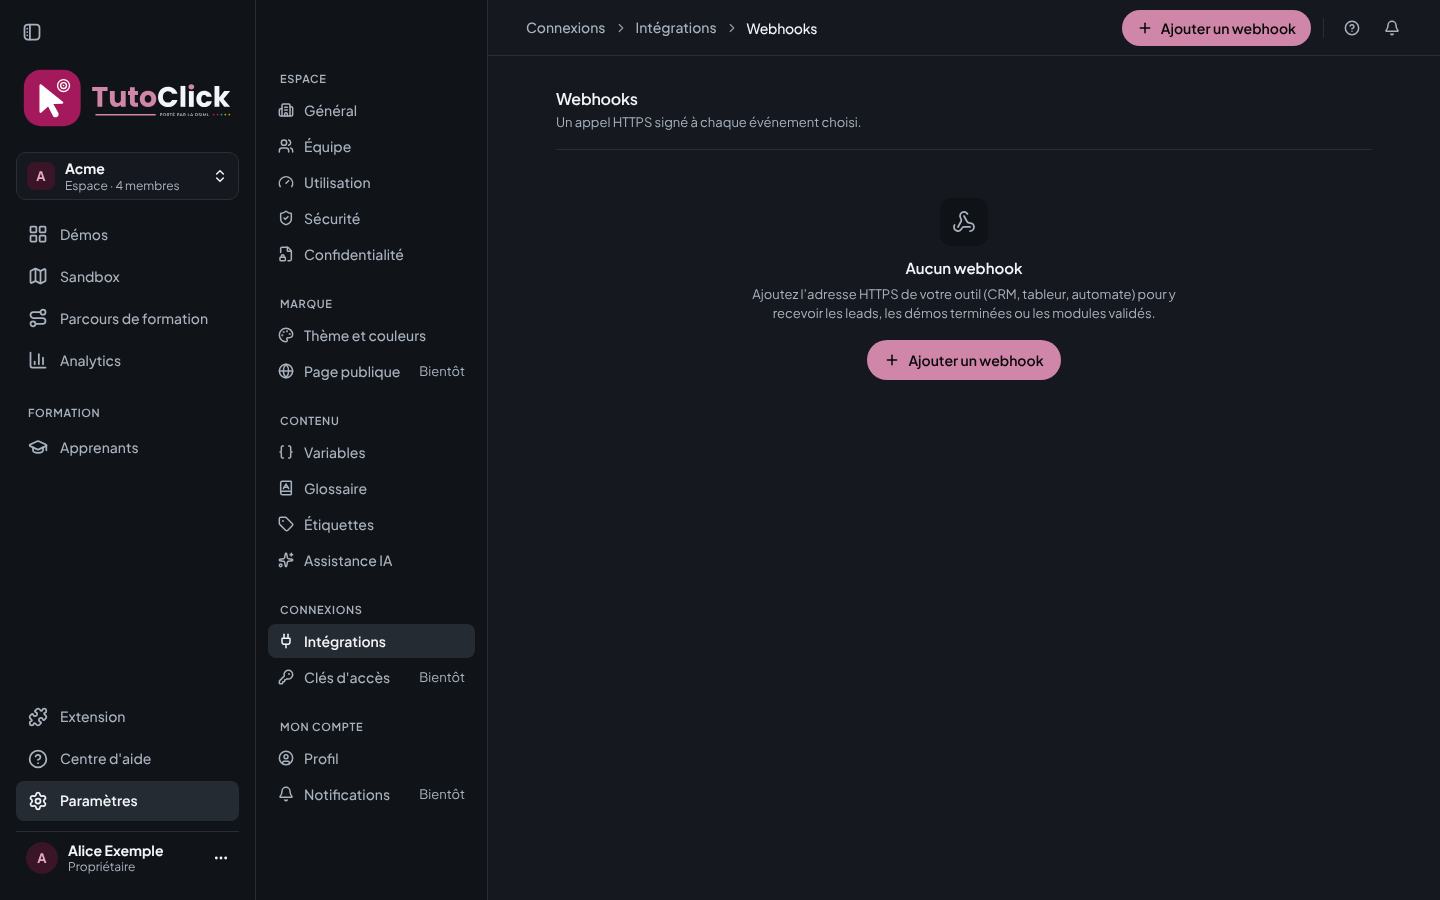 TutoClick
PORTÉ PAR LA DSIML
Acme
Espace · 4 membres
Démos
Sandbox
Parcours de formation
Analytics
FORMATION
Apprenants
Extension
Centre d'aide
Paramètres
Alice Exemple
Propriétaire
ESPACE
Général
Équipe
Utilisation
Sécurité
Confidentialité
MARQUE
Thème et couleurs
Page publique Bientôt
CONTENU
Variables
Glossaire
Étiquettes
Assistance IA
CONNEXIONS
Intégrations
Clés d'accès Bientôt
MON COMPTE
Profil
Notifications Bientôt
Connexions > Intégrations > Webhooks
Ajouter un webhook
Webhooks
Un appel HTTPS signé à chaque événement choisi.
Aucun webhook
Ajoutez l'adresse HTTPS de votre outil (CRM, tableur, automate) pour y
recevoir les leads, les démos terminées ou les modules validés.
Ajouter un webhook